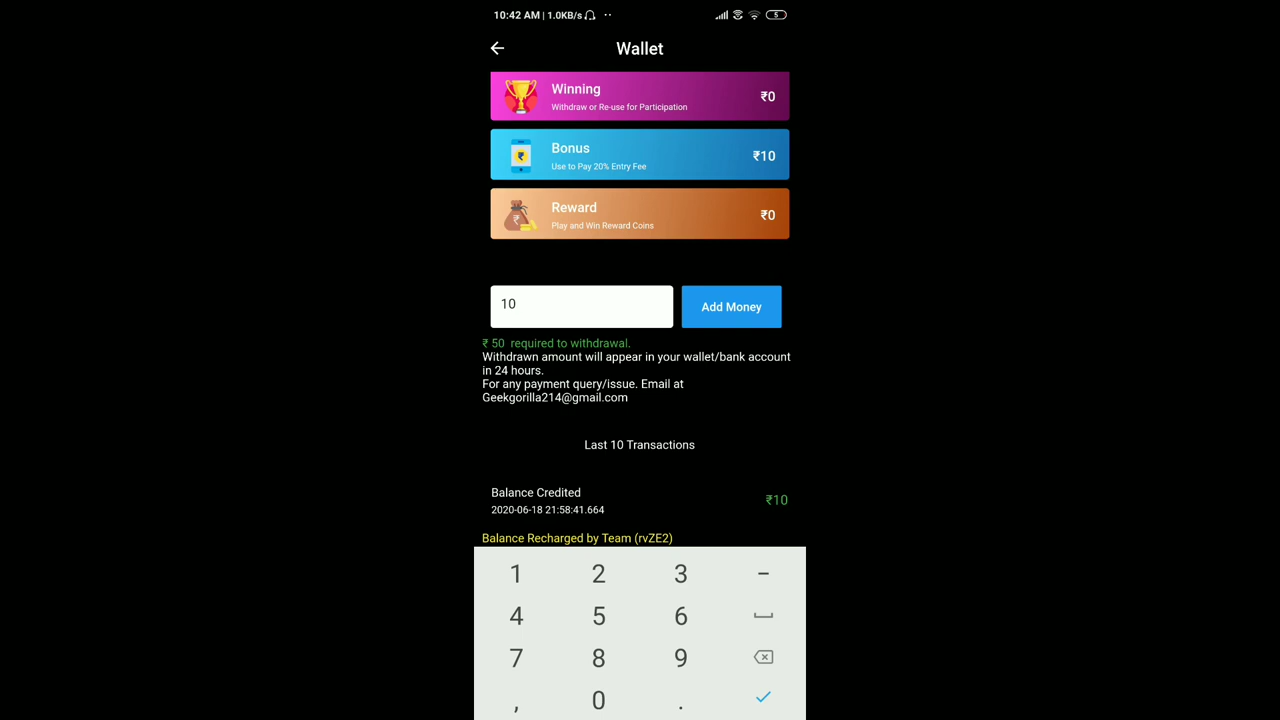 10:42 AM | 1.0KB/s ··
5
Wallet
Winning
Withdraw or Re-use for Participation
₹0
Bonus
Use to Pay 20% Entry Fee
₹10
Reward
Play and Win Reward Coins
₹0
10
Add Money
₹ 50 required to withdrawal.
Withdrawn amount will appear in your wallet/bank account
in 24 hours.
For any payment query/issue. Email at
Geekgorilla214@gmail.com
Last 10 Transactions
Balance Credited
2020-06-18 21:58:41.664
₹10
Balance Recharged by Team (rvZE2)
1 2 3 –
4 5 6
7 8 9
, 0 .